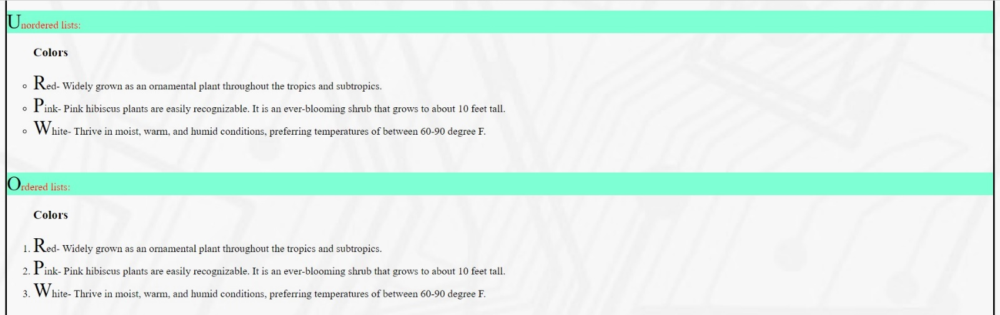 Unordered lists:
Colors
Red- Widely grown as an ornamental plant throughout the tropics and subtropics.
Pink- Pink hibiscus plants are easily recognizable. It is an ever-blooming shrub that grows to about 10 feet tall.
White- Thrive in moist, warm, and humid conditions, preferring temperatures of between 60-90 degree F.
Ordered lists:
Colors
1. Red- Widely grown as an ornamental plant throughout the tropics and subtropics.
2. Pink- Pink hibiscus plants are easily recognizable. It is an ever-blooming shrub that grows to about 10 feet tall.
3. White- Thrive in moist, warm, and humid conditions, preferring temperatures of between 60-90 degree F.